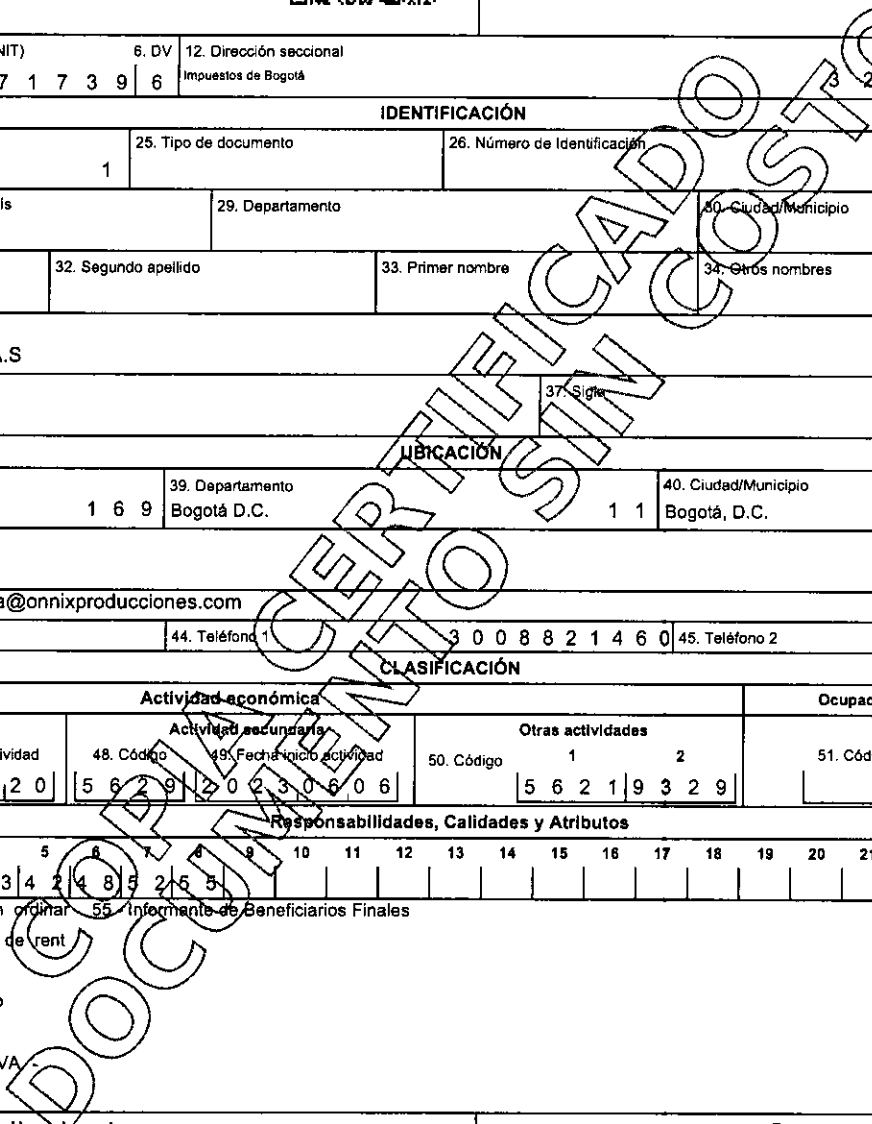 NIT)
6. DV
12. Dirección seccional
7 1 7 3 9
6
Impuestos de Bogotá
3 2
IDENTIFICACIÓN
25. Tipo de documento
26. Número de Identificación
1
ís
29. Departamento
30. Ciudad/Municipio
32. Segundo apellido
33. Primer nombre
34. Otros nombres
.S
37. Sigla
UBICACIÓN
39. Departamento
40. Ciudad/Municipio
1 6 9
Bogotá D.C.
1 1
Bogotá, D.C.
a@onnixproducciones.com
44. Teléfono 1
3 0 0 8 8 2 1 4 6 0
45. Teléfono 2
CLASIFICACIÓN
Actividad económica
Ocupac
Actividad secundaria
Otras actividades
ividad
48. Código
49. Fecha inicio actividad
50. Código
1
2
51. Cód
2 0
5 6 2 9
2 0 2 3 0 6 0 6
5 6 2 1
9 3 2 9
Responsabilidades, Calidades y Atributos
5 6 7 8 9 10 11 12 13 14 15 16 17 18 19 20 21
3 4 2 4 8 5 2 5 5
n ordinar 55 - Informante de Beneficiarios Finales
de rent
o
VA -
COPIA CERTIFICADO
DOCUMENTO SIN COSTO